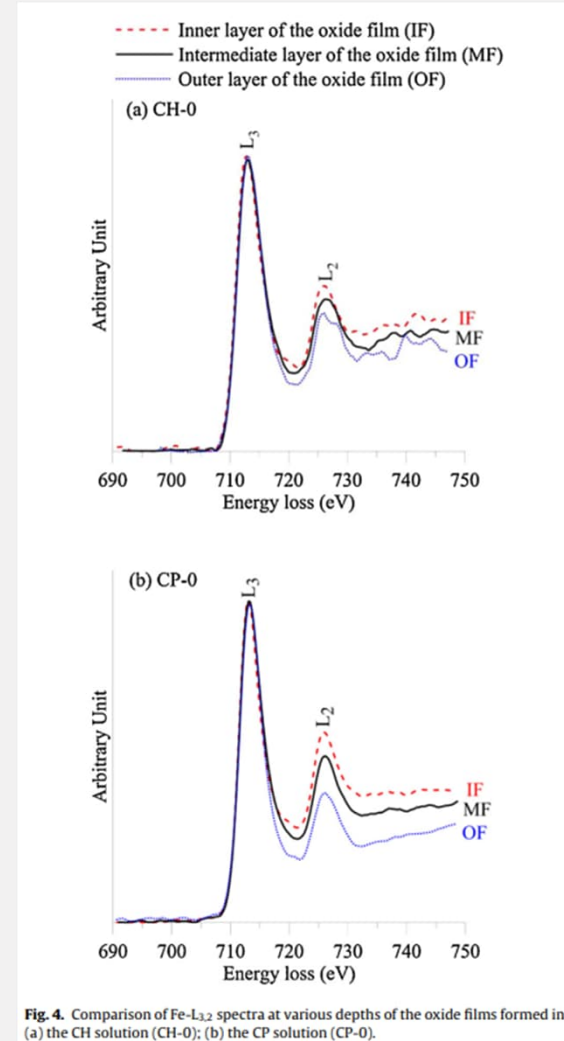 Inner layer of the oxide film (IF)
Intermediate layer of the oxide film (MF)
Outer layer of the oxide film (OF)
(a) CH-0
L3
L2
Arbitrary Unit
IF
MF
OF
690 700 710 720 730 740 750
Energy loss (eV)
(b) CP-0
L3
L2
Arbitrary Unit
IF
MF
OF
690 700 710 720 730 740 750
Energy loss (eV)
Fig. 4. Comparison of Fe-L3,2 spectra at various depths of the oxide films formed in
(a) the CH solution (CH-0); (b) the CP solution (CP-0).